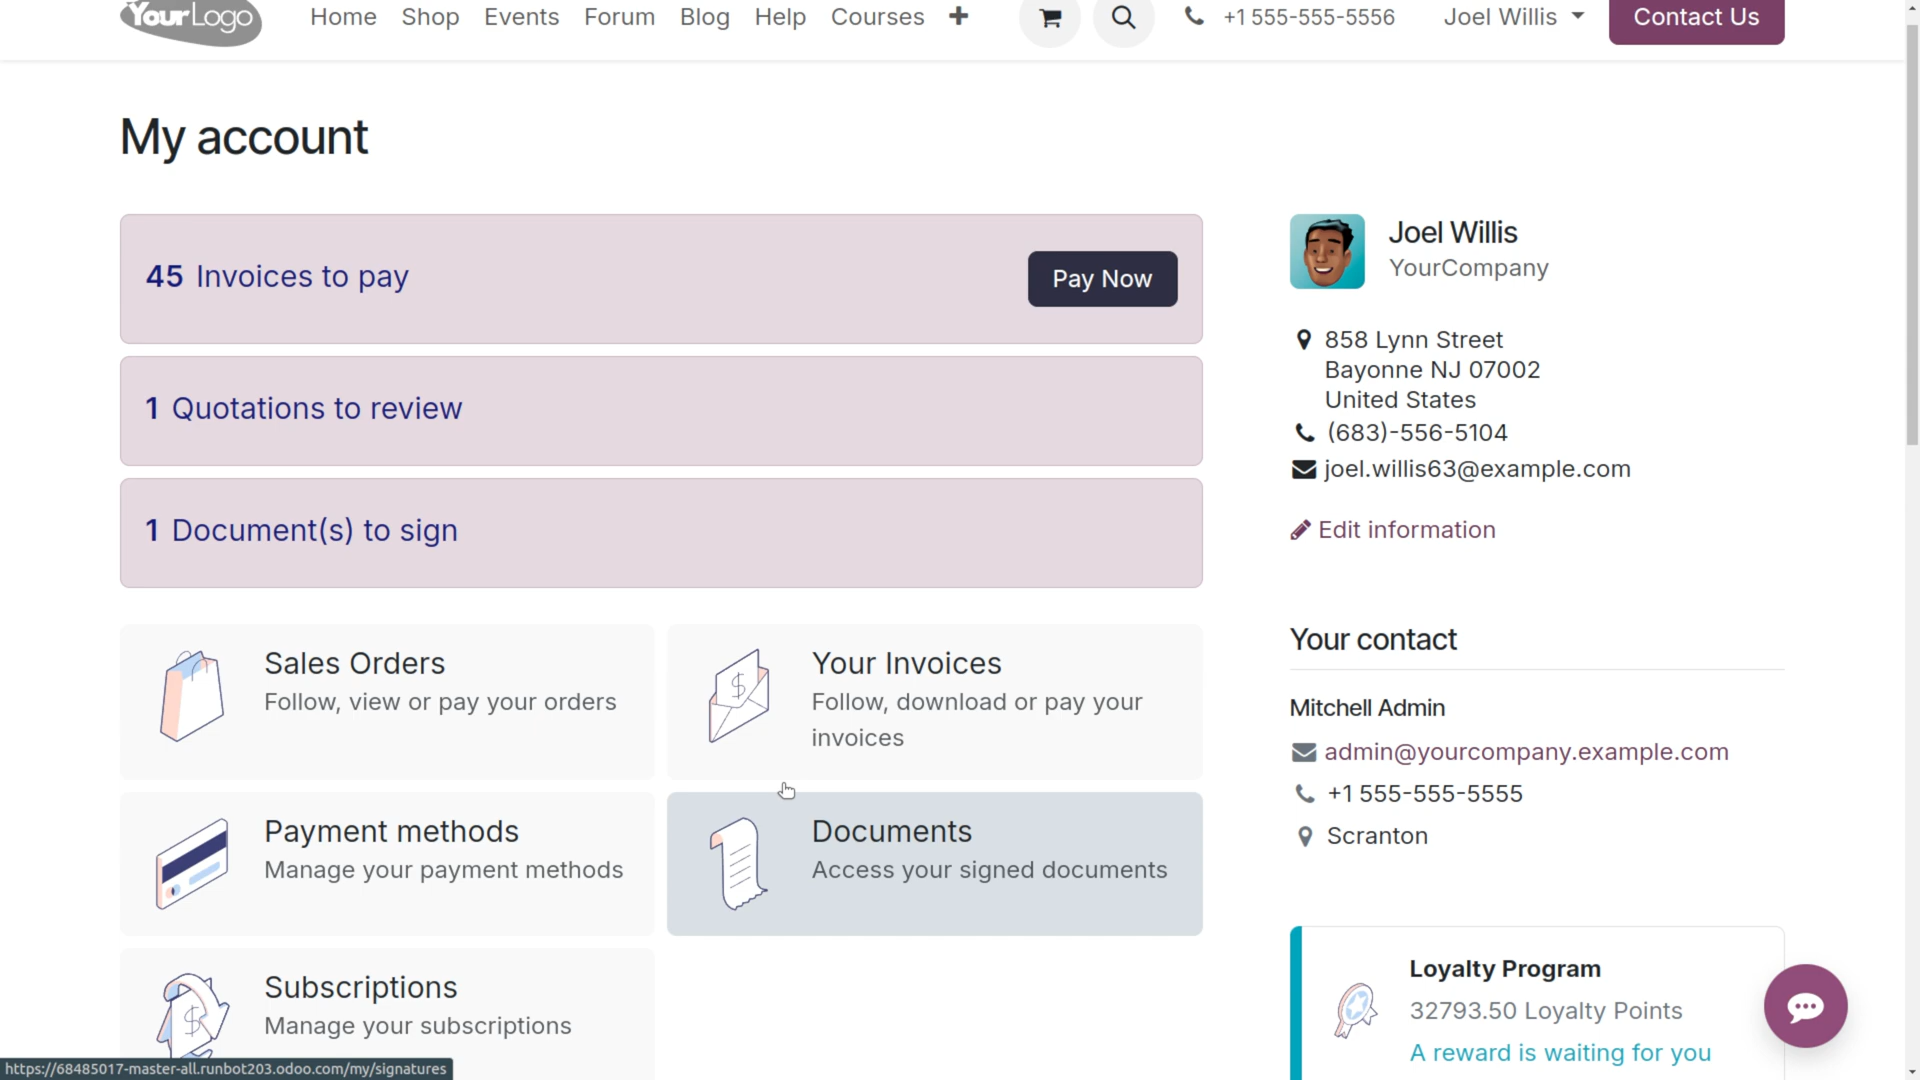 YourLogo
Home Shop Events Forum Blog Help Courses
+1 555-555-5556
Joel Willis
Contact Us
My account
45 Invoices to pay
Pay Now
1 Quotations to review
1 Document(s) to sign
Sales Orders
Follow, view or pay your orders
Your Invoices
Follow, download or pay your
invoices
Payment methods
Manage your payment methods
Documents
Access your signed documents
Subscriptions
Manage your subscriptions
Joel Willis
YourCompany
858 Lynn Street
Bayonne NJ 07002
United States
(683)-556-5104
joel.willis63@example.com
Edit information
Your contact
Mitchell Admin
admin@yourcompany.example.com
+1 555-555-5555
Scranton
Loyalty Program
32793.50 Loyalty Points
A reward is waiting for you
https://68485017-master-all.runbot203.odoo.com/my/signatures